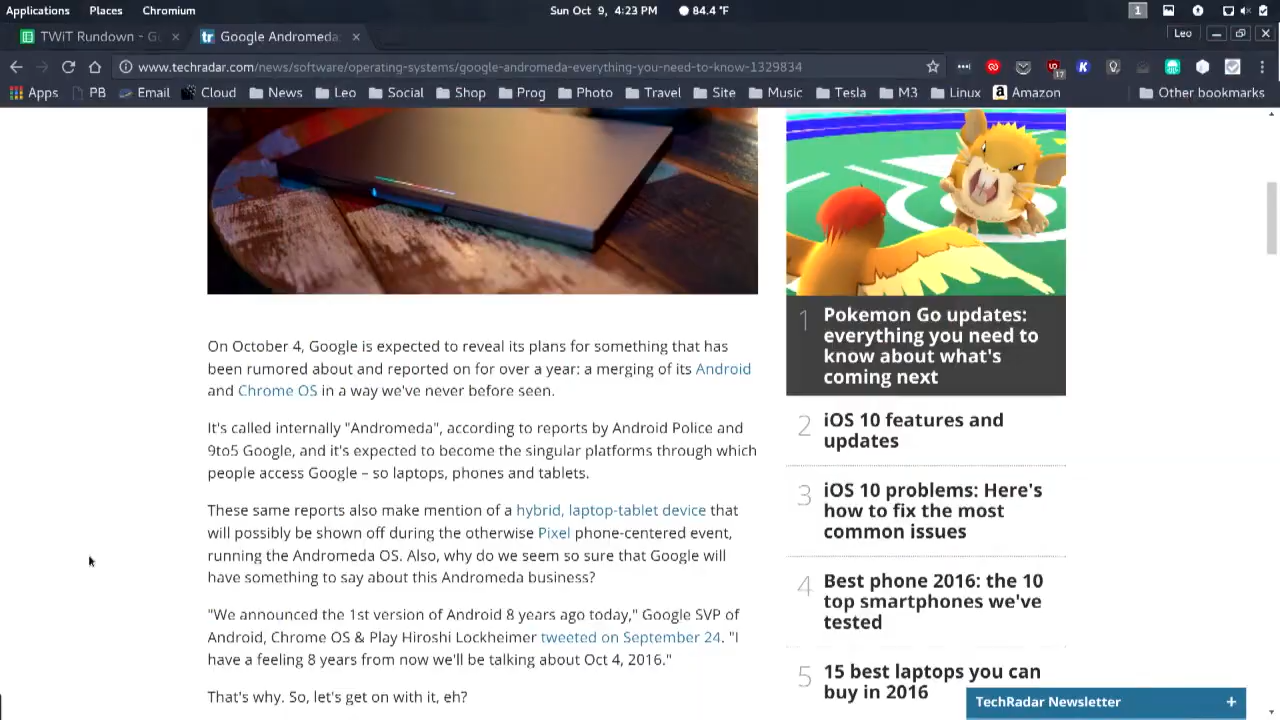 Applications Places Chromium Sun Oct 9, 4:23 PM 84.4 °F 1
TWiT Rundown - G Google Andromeda: Leo
www.techradar.com/news/software/operating-systems/google-andromeda-everything-you-need-to-know-1329834 17
Apps PB Email Cloud News Leo Social Shop Prog Photo Travel Site Music Tesla M3 Linux Amazon Other bookmarks
On October 4, Google is expected to reveal its plans for something that has
been rumored about and reported on for over a year: a merging of its Android
and Chrome OS in a way we've never before seen.
It's called internally "Andromeda", according to reports by Android Police and
9to5 Google, and it's expected to become the singular platforms through which
people access Google – so laptops, phones and tablets.
These same reports also make mention of a hybrid, laptop-tablet device that
will possibly be shown off during the otherwise Pixel phone-centered event,
running the Andromeda OS. Also, why do we seem so sure that Google will
have something to say about this Andromeda business?
"We announced the 1st version of Android 8 years ago today," Google SVP of
Android, Chrome OS & Play Hiroshi Lockheimer tweeted on September 24. "I
have a feeling 8 years from now we'll be talking about Oct 4, 2016."
That's why. So, let's get on with it, eh?
1 Pokemon Go updates:
everything you need to
know about what's
coming next
2 iOS 10 features and
updates
3 iOS 10 problems: Here's
how to fix the most
common issues
4 Best phone 2016: the 10
top smartphones we've
tested
5 15 best laptops you can
buy in 2016
TechRadar Newsletter +